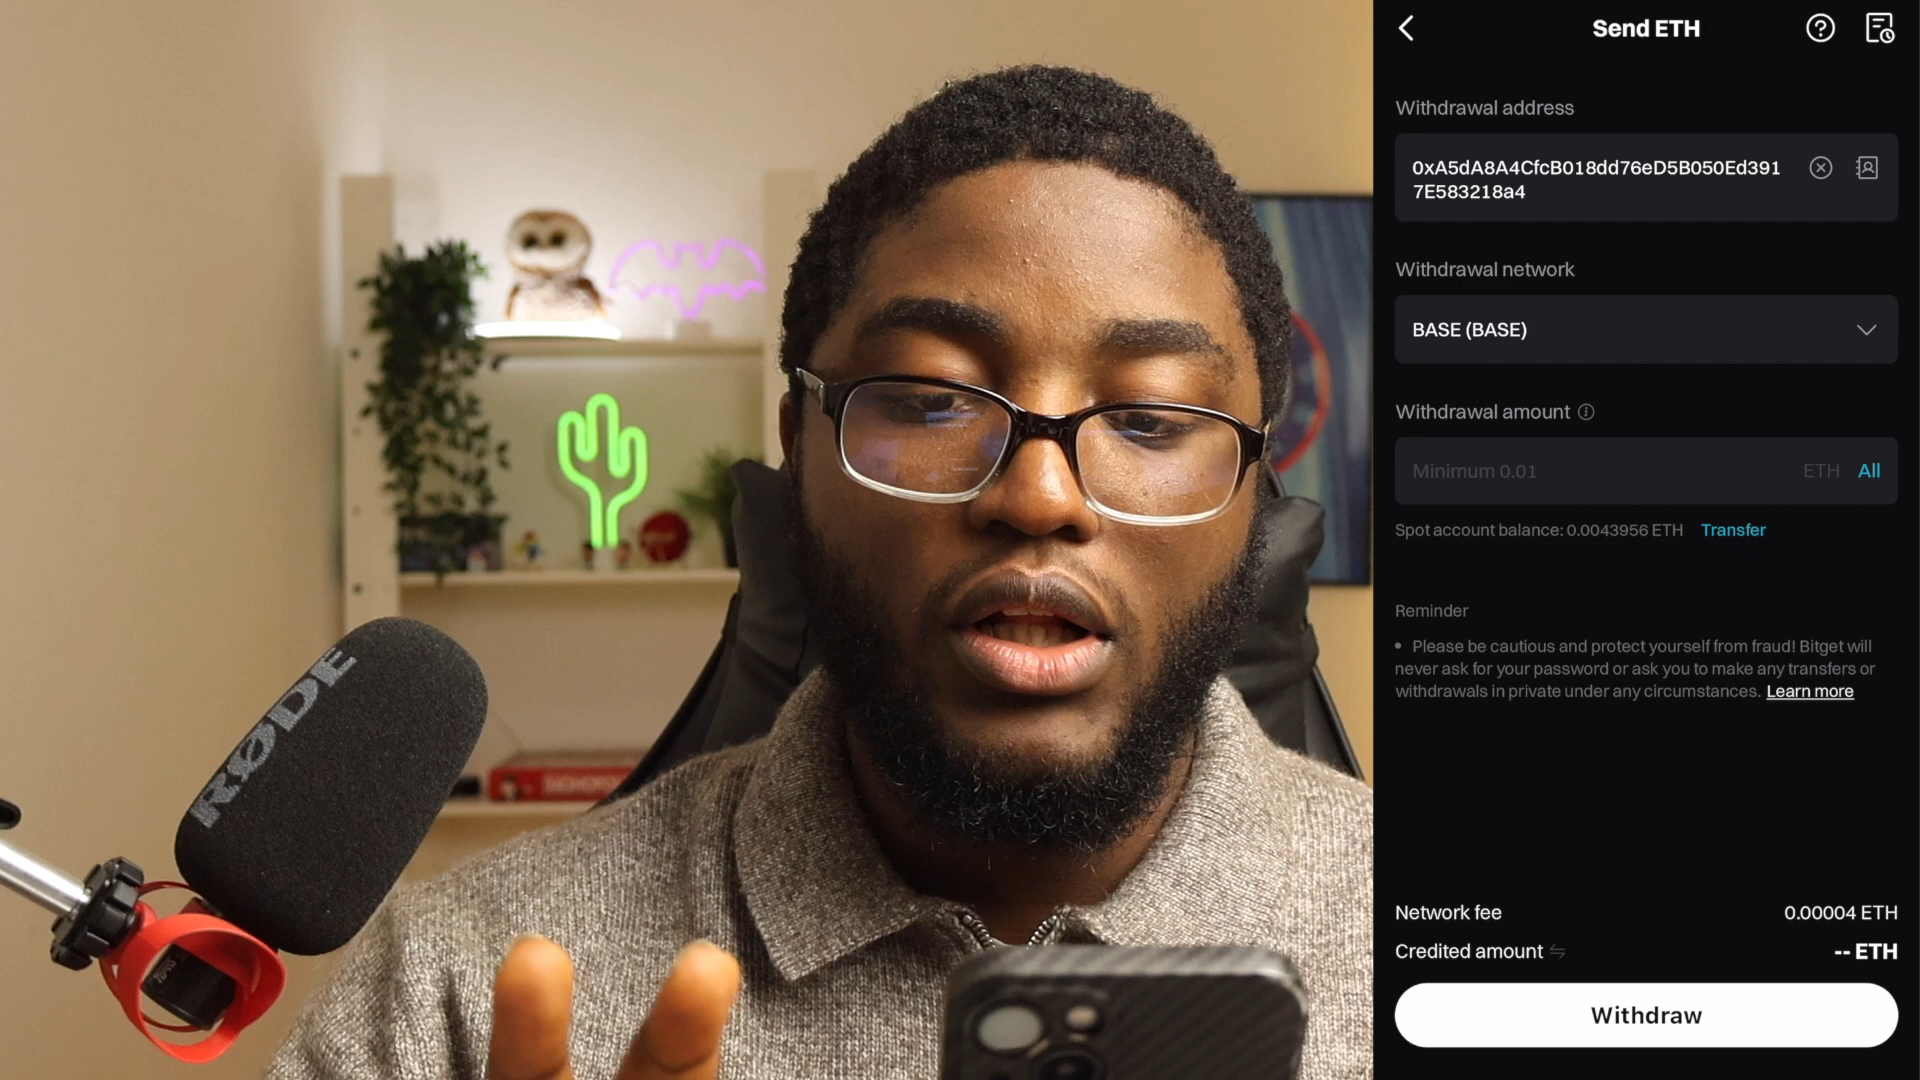 RØDE
Send ETH
Withdrawal address
0xA5dA8A4CfcB018dd76eD5B050Ed391
7E583218a4
Withdrawal network
BASE (BASE)
Withdrawal amount
Minimum 0.01 ETH All
Spot account balance: 0.0043956 ETH Transfer
Reminder
• Please be cautious and protect yourself from fraud! Bitget will
never ask for your password or ask you to make any transfers or
withdrawals in private under any circumstances. Learn more
Network fee 0.00004 ETH
Credited amount -- ETH
Withdraw